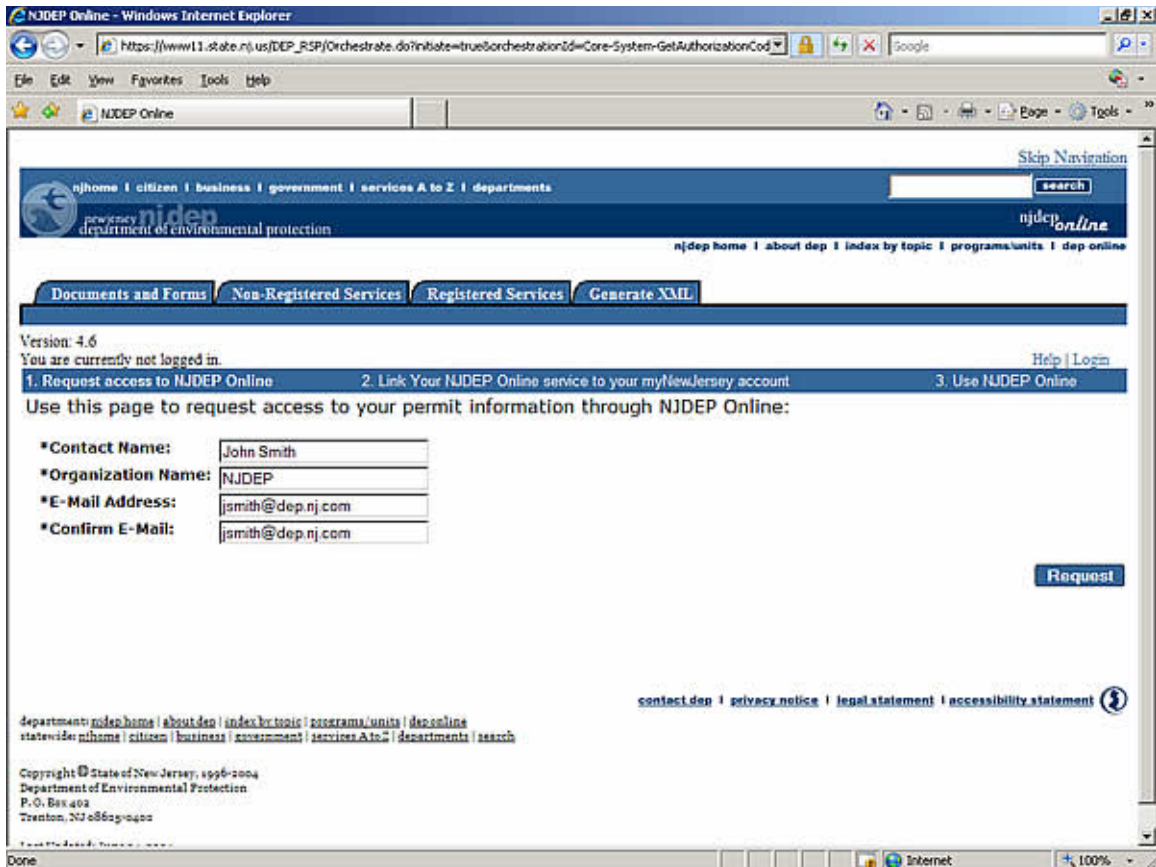 NJDEP Online - Windows Internet Explorer
https://www11.state.nj.us/DEP_RSP/Orchestrate.do?initiate=true&orchestrationId=Core-System-GetAuthorizationCod
Google
File Edit View Favorites Tools Help
NJDEP Online
Page Tools
Skip Navigation
njhome | citizen | business | government | services A to Z | departments
search
newjersey njdep
department of environmental protection
njdep online
njdep home | about dep | index by topic | programs/units | dep online
Documents and Forms Non-Registered Services Registered Services Generate XML
Version: 4.6
You are currently not logged in.
Help | Login
1. Request access to NJDEP Online 2. Link Your NJDEP Online service to your myNewJersey account 3. Use NJDEP Online
Use this page to request access to your permit information through NJDEP Online:
*Contact Name: John Smith
*Organization Name: NJDEP
*E-Mail Address: jsmith@dep.nj.com
*Confirm E-Mail: jsmith@dep.nj.com
Request
contact dep | privacy notice | legal statement | accessibility statement
department: njdep home | about dep | index by topic | programs/units | dep online
statewide: njhome | citizen | business | government | services A to Z | departments | search
Copyright © State of New Jersey, 1996-2004
Department of Environmental Protection
P. O. Box 402
Trenton, NJ 08625-0402
Done Internet 100%